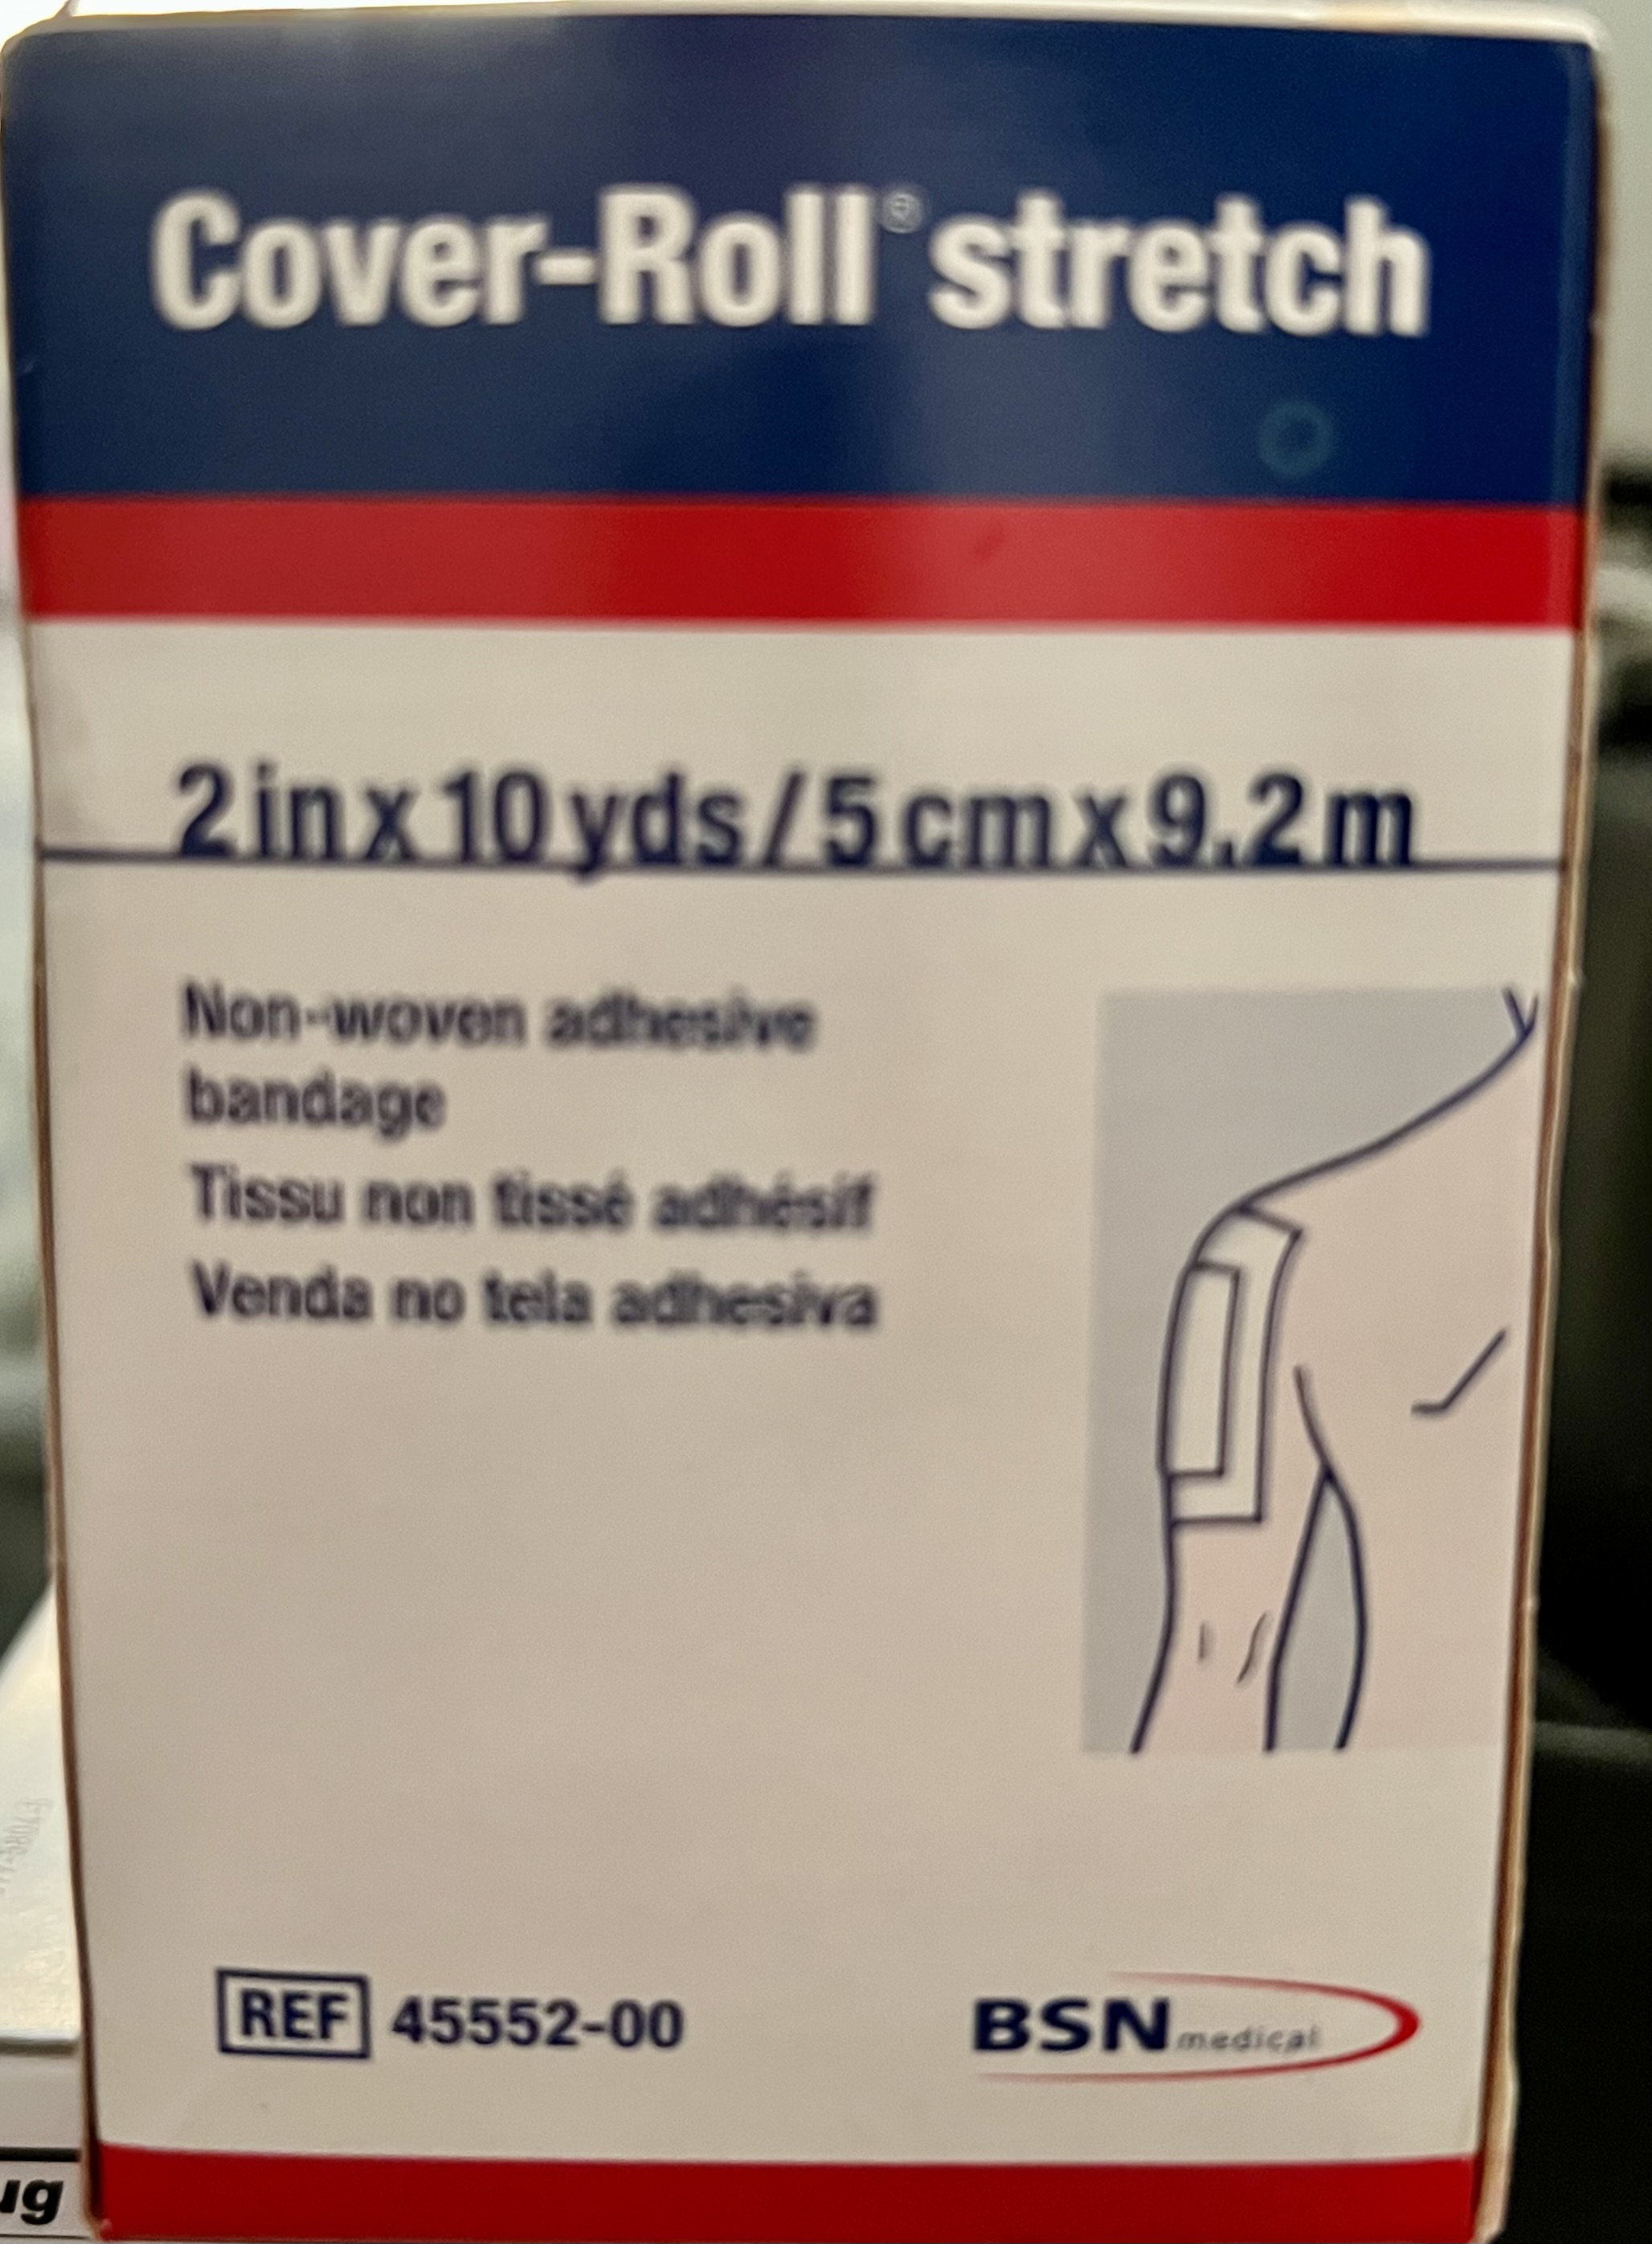 Cover-Roll® stretch
2 in x 10 yds / 5 cm x 9.2 m
Non-woven adhesive
bandage
Tissu non tissé adhésif
Venda no tela adhesiva
REF 45552-00
BSN medical
ug